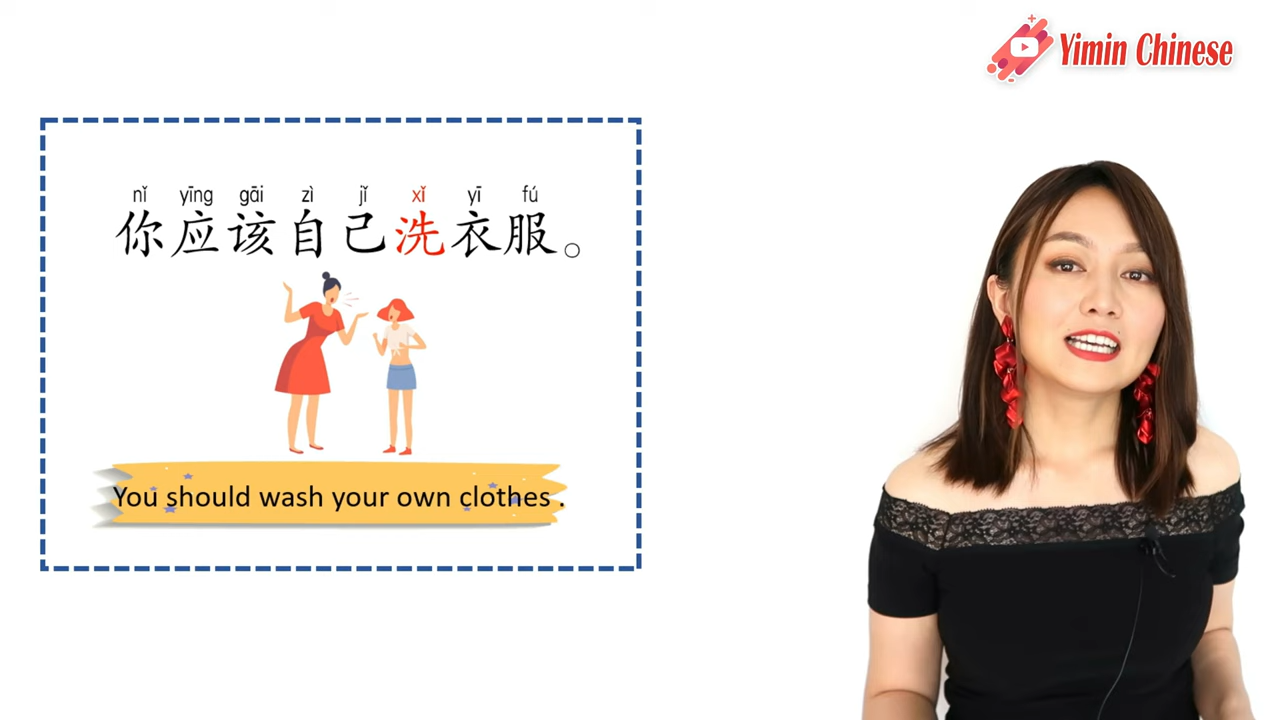 Yimin Chinese
nǐ yīng gāi zì jǐ xǐ yī fú
你应该自己洗衣服。
You should wash your own clothes .